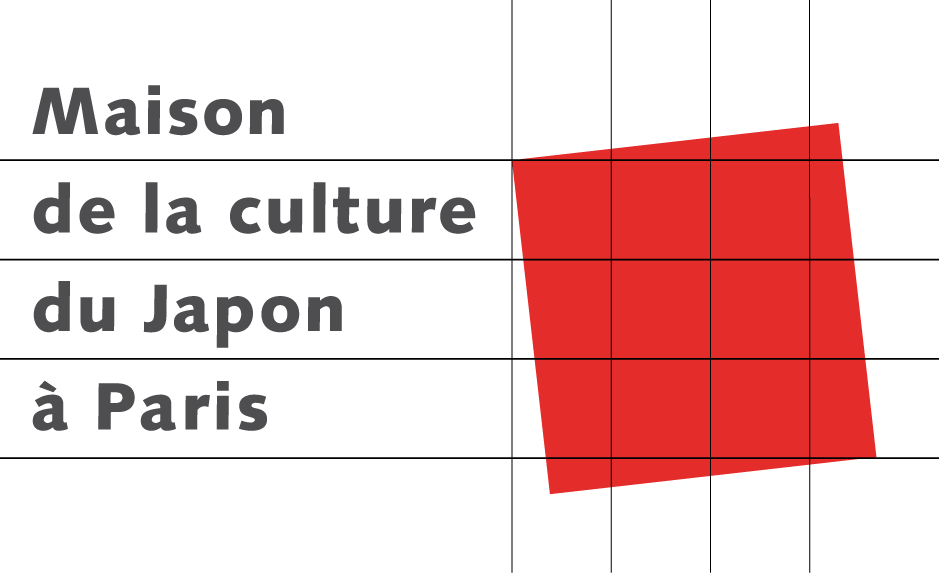 Maison
de la culture
du Japon
à Paris